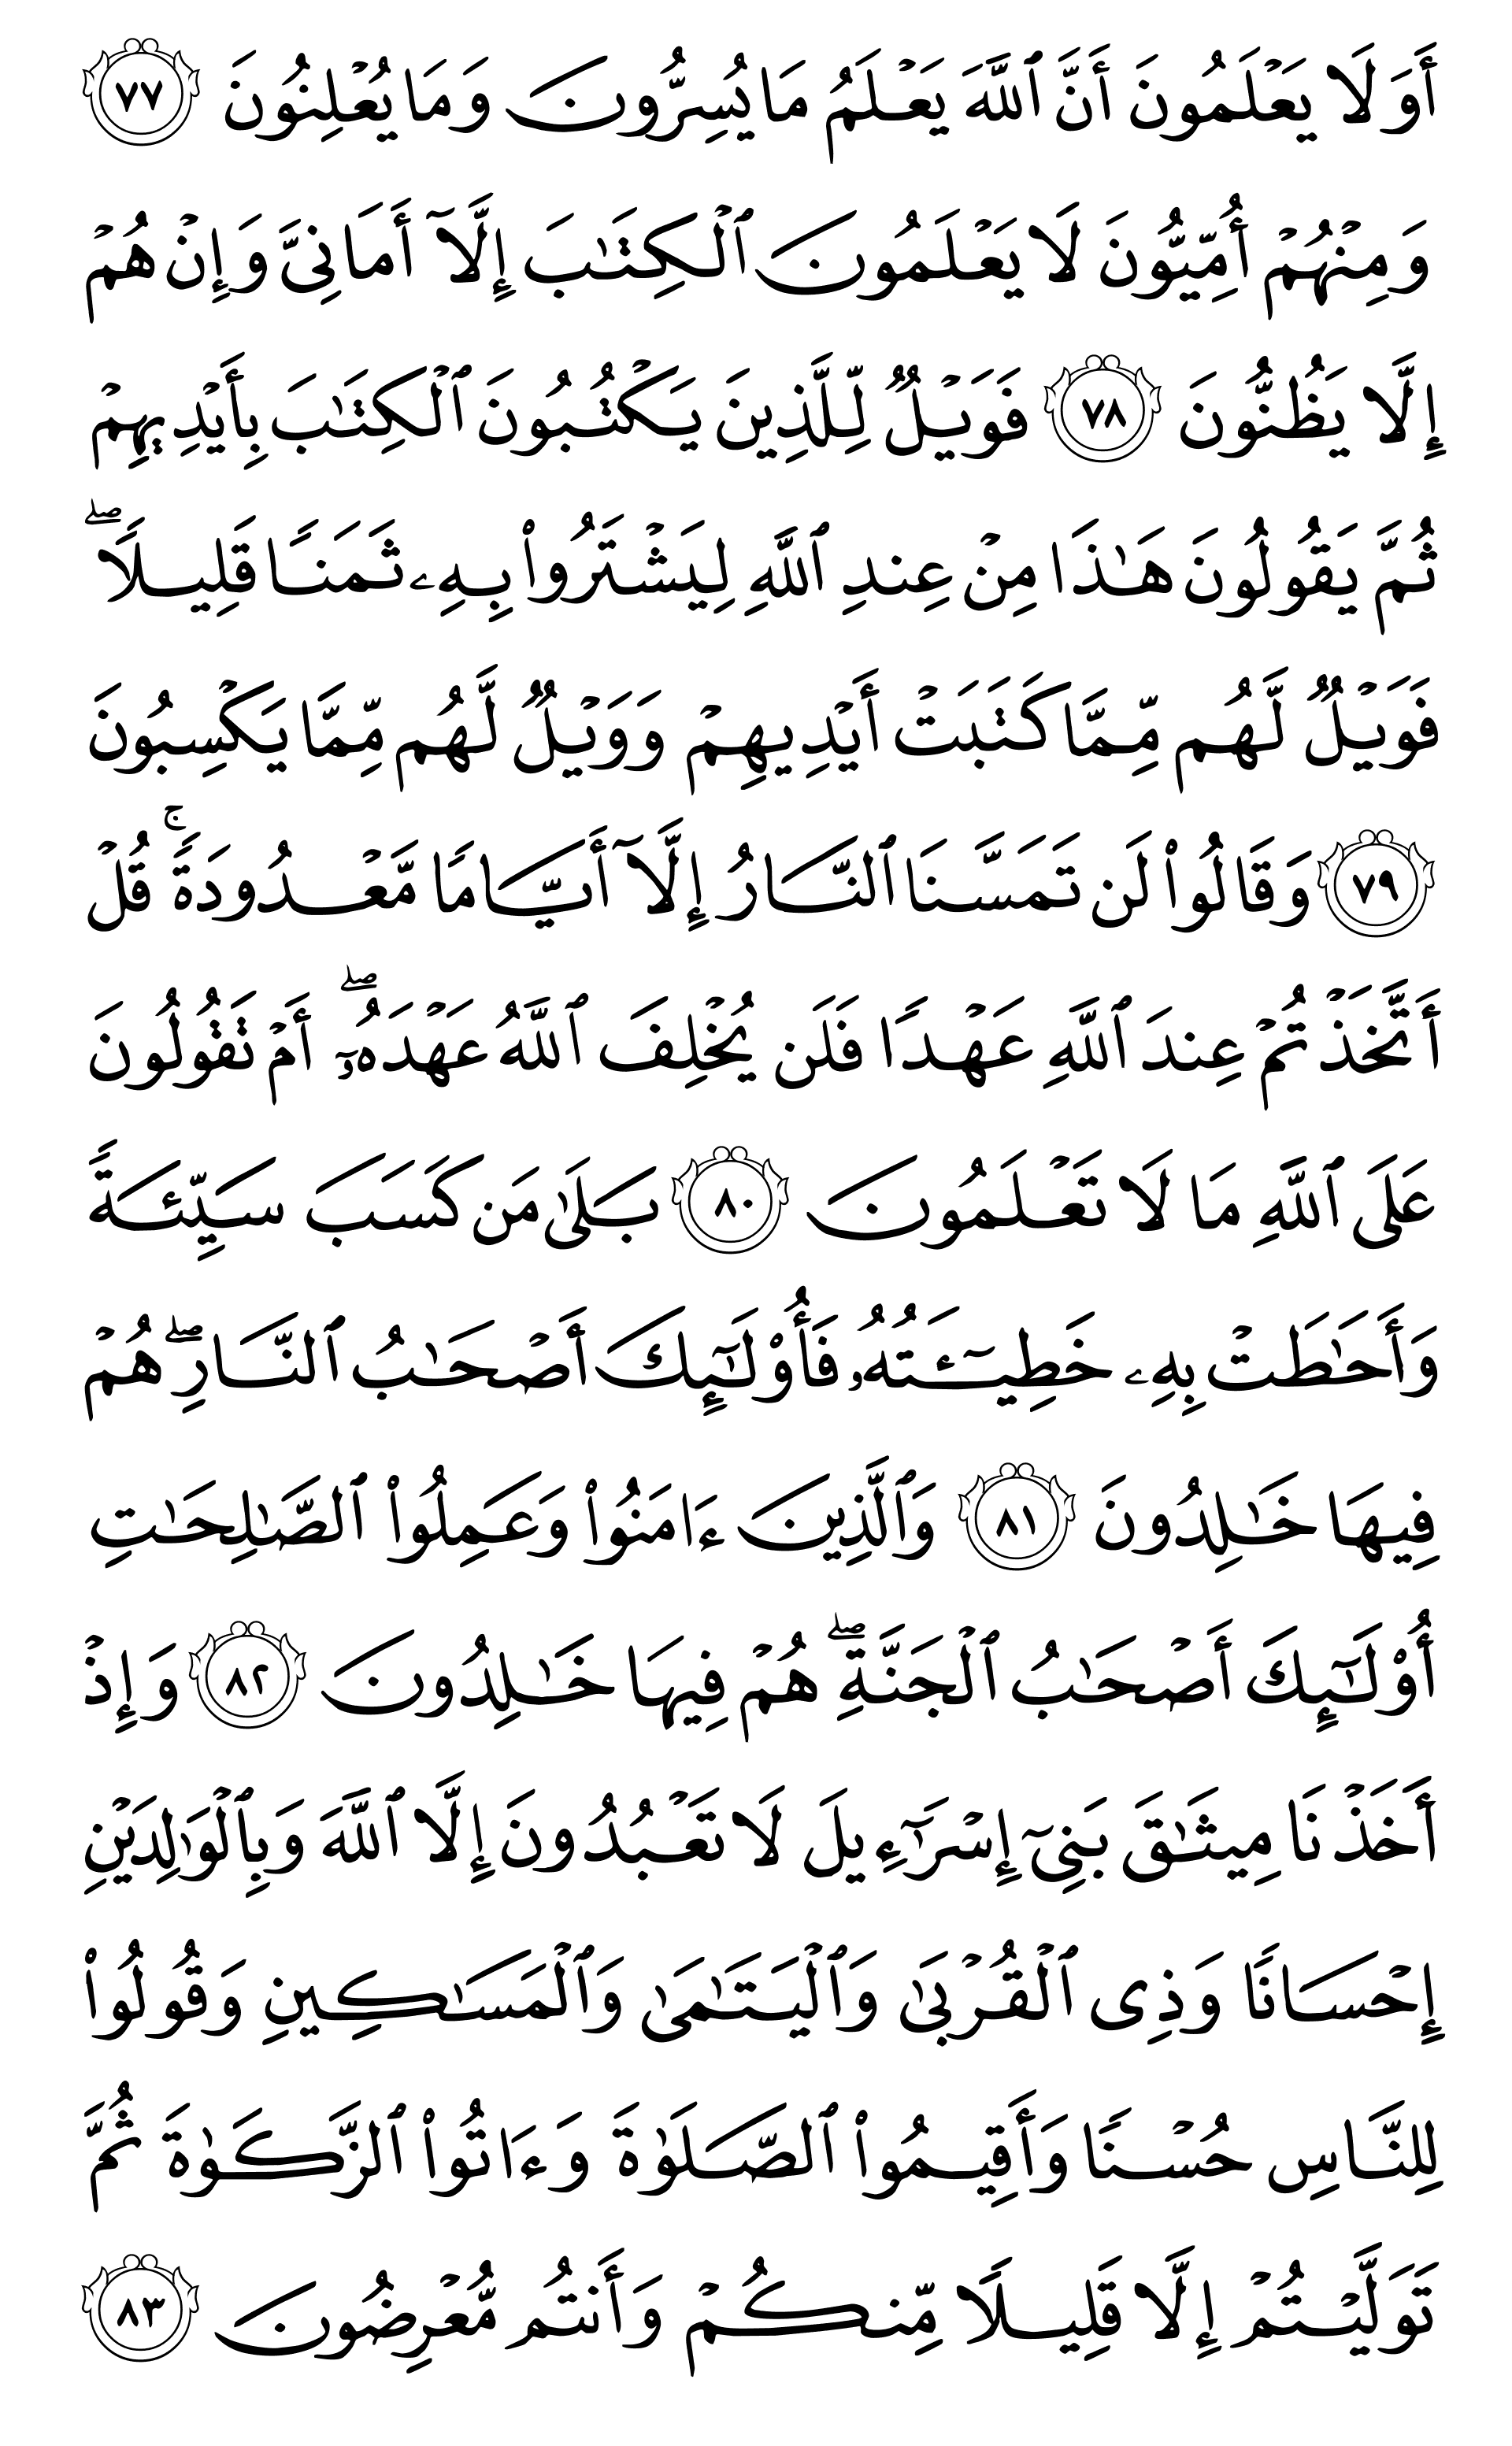 أَوَلَا يَعْلَمُونَ أَنَّ ٱللَّهَ يَعْلَمُ مَا يُسِرُّونَ وَمَا يُعْلِنُونَ ٧٧
وَمِنْهُمْ أُمِّيُّونَ لَا يَعْلَمُونَ ٱلْكِتَٰبَ إِلَّآ أَمَانِىَّ وَإِنْ هُمْ
إِلَّا يَظُنُّونَ ٧٨ فَوَيْلٌ لِّلَّذِينَ يَكْتُبُونَ ٱلْكِتَٰبَ بِأَيْدِيهِمْ
ثُمَّ يَقُولُونَ هَٰذَا مِنْ عِندِ ٱللَّهِ لِيَشْتَرُوا۟ بِهِۦ ثَمَنًا قَلِيلًا ۖ
فَوَيْلٌ لَّهُم مِّمَّا كَتَبَتْ أَيْدِيهِمْ وَوَيْلٌ لَّهُم مِّمَّا يَكْسِبُونَ
٧٩ وَقَالُوا۟ لَن تَمَسَّنَا ٱلنَّارُ إِلَّآ أَيَّامًا مَّعْدُودَةً ۚ قُلْ
أَتَّخَذْتُمْ عِندَ ٱللَّهِ عَهْدًا فَلَن يُخْلِفَ ٱللَّهُ عَهْدَهُۥٓ ۖ أَمْ تَقُولُونَ
عَلَى ٱللَّهِ مَا لَا تَعْلَمُونَ ٨٠ بَلَىٰ مَن كَسَبَ سَيِّئَةً
وَأَحَٰطَتْ بِهِۦ خَطِيٓـَٔتُهُۥ فَأُو۟لَٰٓئِكَ أَصْحَٰبُ ٱلنَّارِ ۖ هُمْ
فِيهَا خَٰلِدُونَ ٨١ وَٱلَّذِينَ ءَامَنُوا۟ وَعَمِلُوا۟ ٱلصَّٰلِحَٰتِ
أُو۟لَٰٓئِكَ أَصْحَٰبُ ٱلْجَنَّةِ ۖ هُمْ فِيهَا خَٰلِدُونَ ٨٢ وَإِذْ
أَخَذْنَا مِيثَٰقَ بَنِىٓ إِسْرَٰٓءِيلَ لَا تَعْبُدُونَ إِلَّا ٱللَّهَ وَبِٱلْوَٰلِدَيْنِ
إِحْسَانًا وَذِى ٱلْقُرْبَىٰ وَٱلْيَتَٰمَىٰ وَٱلْمَسَٰكِينِ وَقُولُوا۟
لِلنَّاسِ حُسْنًا وَأَقِيمُوا۟ ٱلصَّلَوٰةَ وَءَاتُوا۟ ٱلزَّكَوٰةَ ثُمَّ
تَوَلَّيْتُمْ إِلَّا قَلِيلًا مِّنكُمْ وَأَنتُم مُّعْرِضُونَ ٨٣